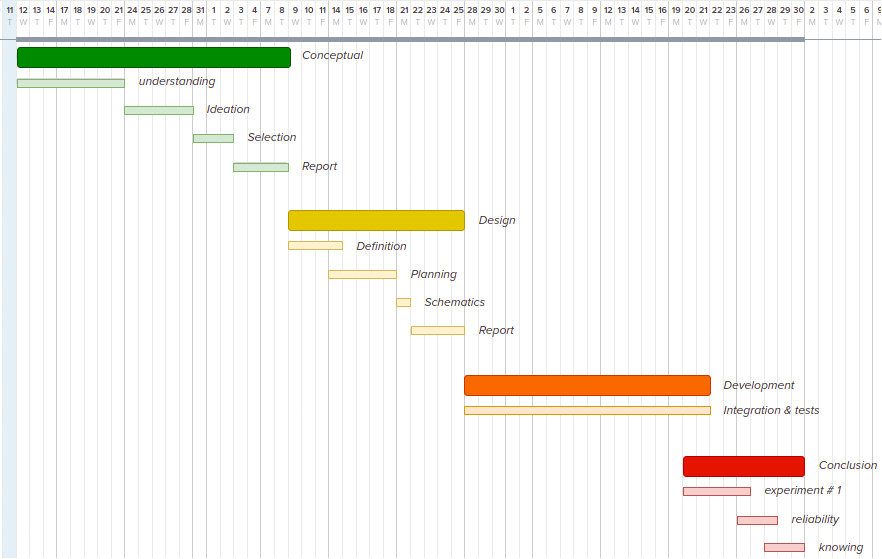 11 12 13 14 17 18 19 20 21 24 25 26 27 28 31 1 2 3 4 7 8 9 10 11 14 15 16 17 18 21 22 23 24 25 28 29 30 1 2 5 6 7 8 9 12 13 14 15 16 19 20 21 22 23 26 27 28 29 30 2 3 4 5 6 9
T W T F M T W T F M T W T F M T W T F M T W T F M T W T F M T W T F M T W T F M T W T F M T W T F M T W T F M T W T F M T W T F M
Conceptual
understanding
Ideation
Selection
Report
Design
Definition
Planning
Schematics
Report
Development
Integration & tests
Conclusion
experiment # 1
reliability
knowing